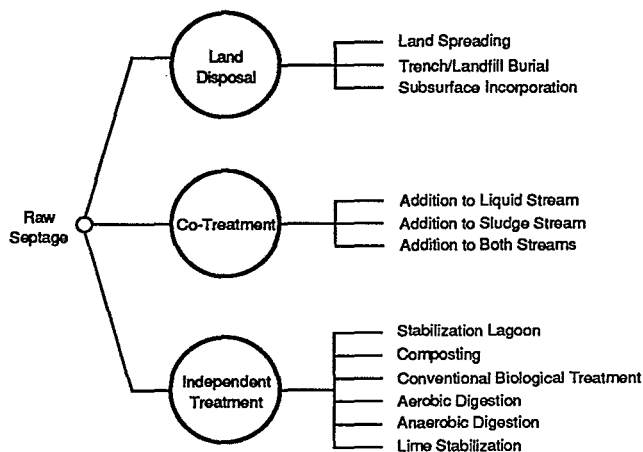 Raw
Septage
Land
Disposal
Land Spreading
Trench/Landfill Burial
Subsurface Incorporation
Co-Treatment
Addition to Liquid Stream
Addition to Sludge Stream
Addition to Both Streams
Independent
Treatment
Stabilization Lagoon
Composting
Conventional Biological Treatment
Aerobic Digestion
Anaerobic Digestion
Lime Stabilization